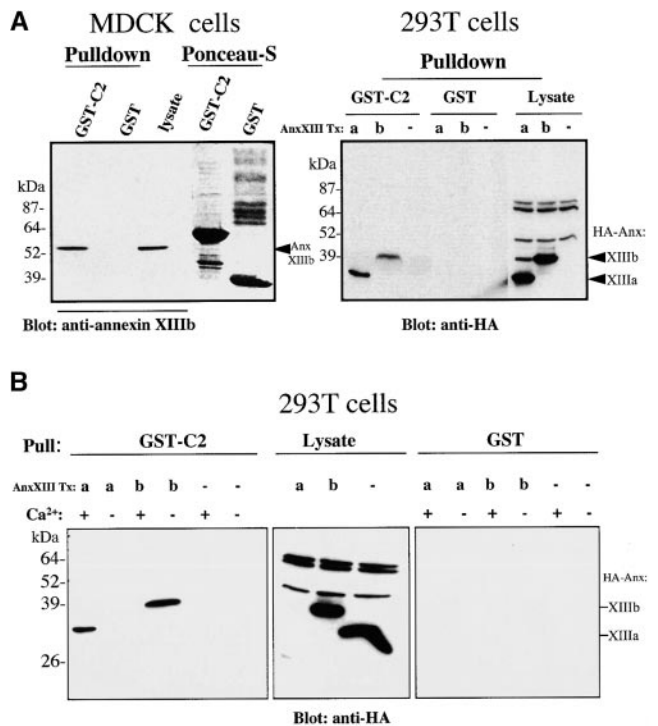 A
MDCK cells
Pulldown Ponceau-S
GST-C2 GST lysate GST-C2 GST
kDa
87-
64-
52-
39-
Anx
XIIIb
Blot: anti-annexin XIIIb
293T cells
Pulldown
GST-C2 GST Lysate
AnxXIII Tx: a b - a b - a b -
kDa
87-
64-
52-
39-
HA-Anx:
XIIIb
XIIIa
Blot: anti-HA
B
293T cells
Pull: GST-C2 Lysate GST
AnxXIII Tx: a a b b - - a b - a a b b - -
Ca2+: + - + - + - + - + - + -
kDa
64-
52-
39-
26-
HA-Anx:
-XIIIb
-XIIIa
Blot: anti-HA